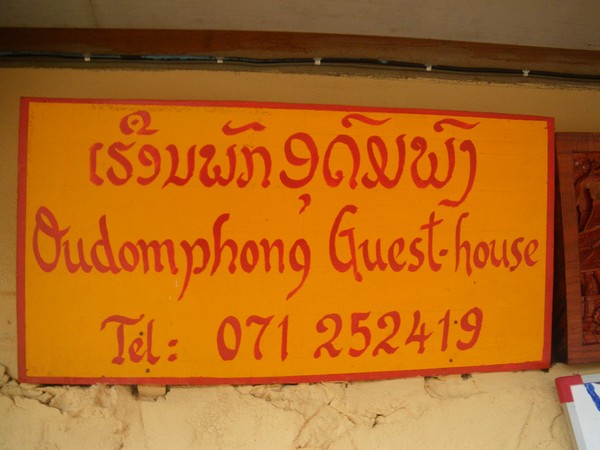 ເຮືອນພັກ ອຸດົມພົງ
Oudomphong Guest-house
Tel: 071 252419